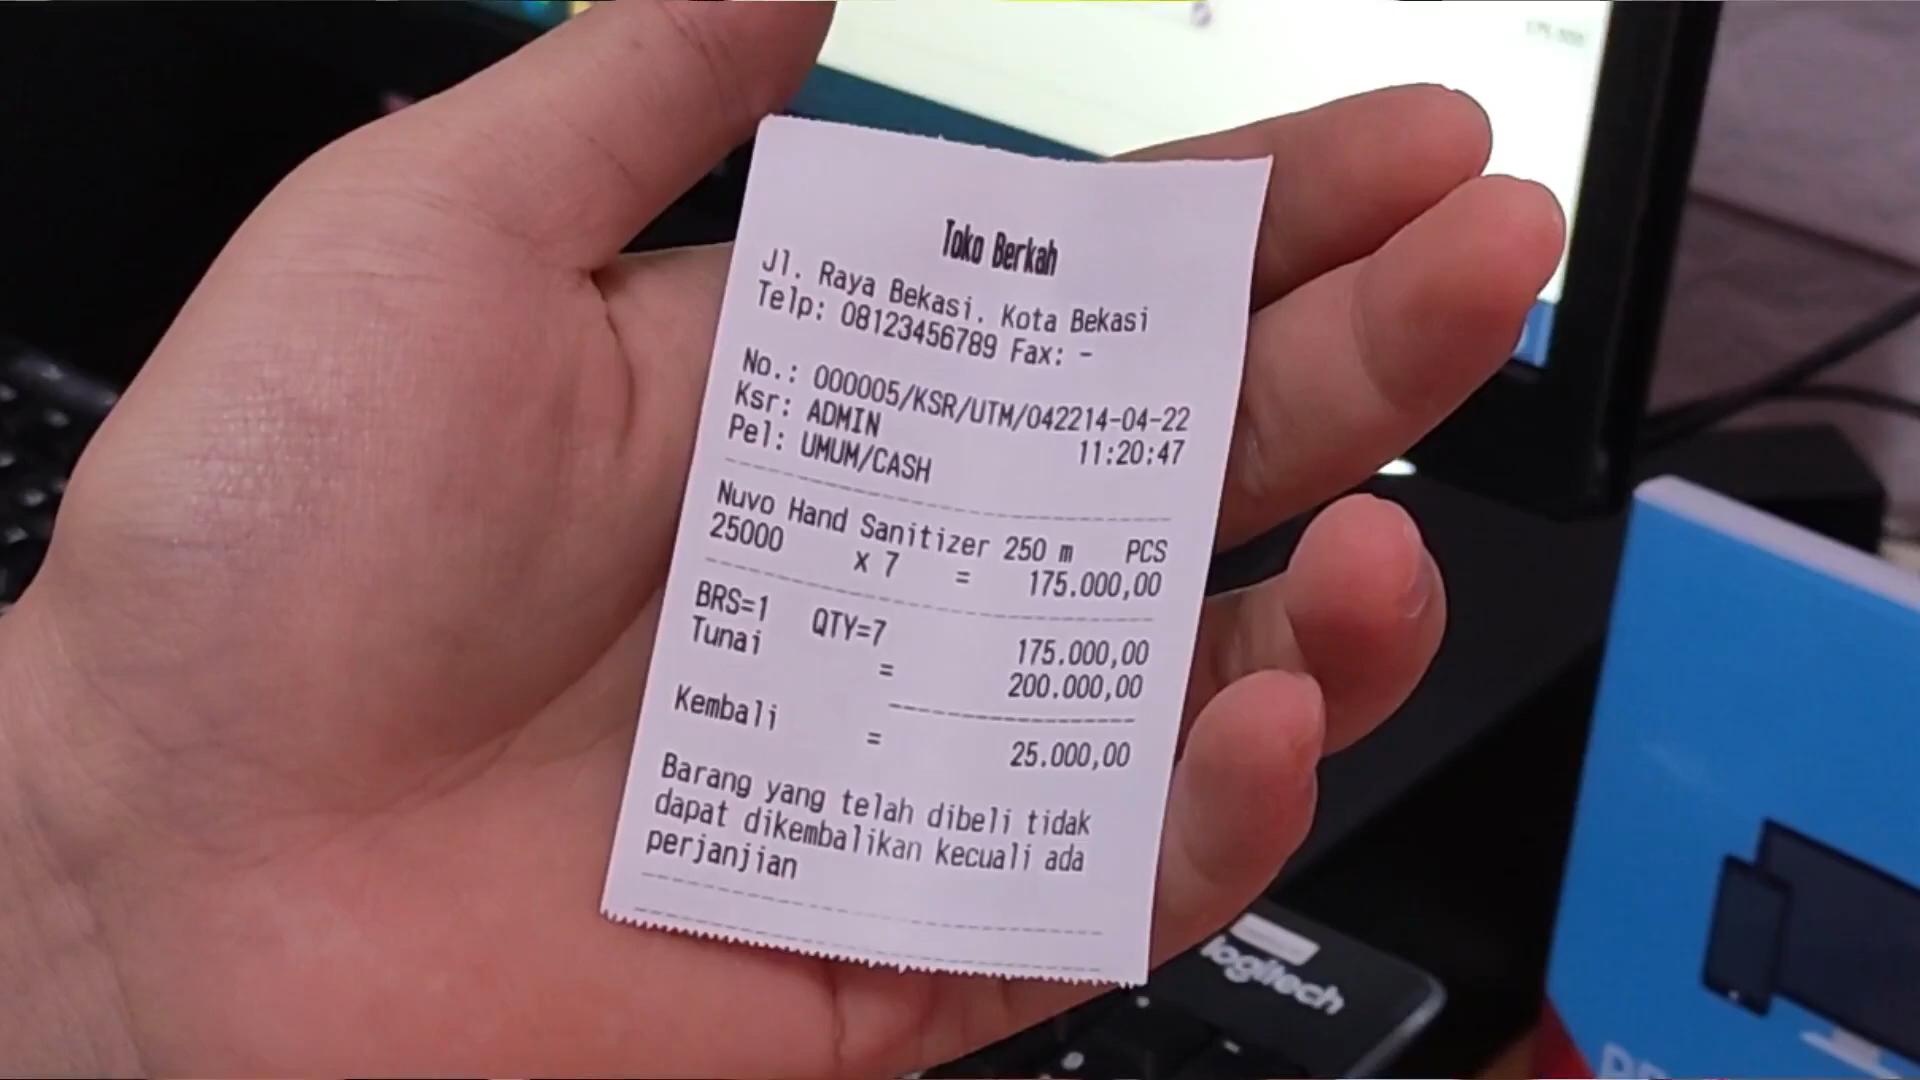 Toko Berkah
Jl. Raya Bekasi. Kota Bekasi
Telp: 08123456789 Fax: -
No.: 000005/KSR/UTM/042214-04-22
Ksr: ADMIN 11:20:47
Pel: UMUM/CASH
Nuvo Hand Sanitizer 250 m PCS
25000 x 7 = 175.000,00
BRS=1 QTY=7 175.000,00
Tunai = 200.000,00
Kembali = 25.000,00
Barang yang telah dibeli tidak
dapat dikembalikan kecuali ada
perjanjian
logitech